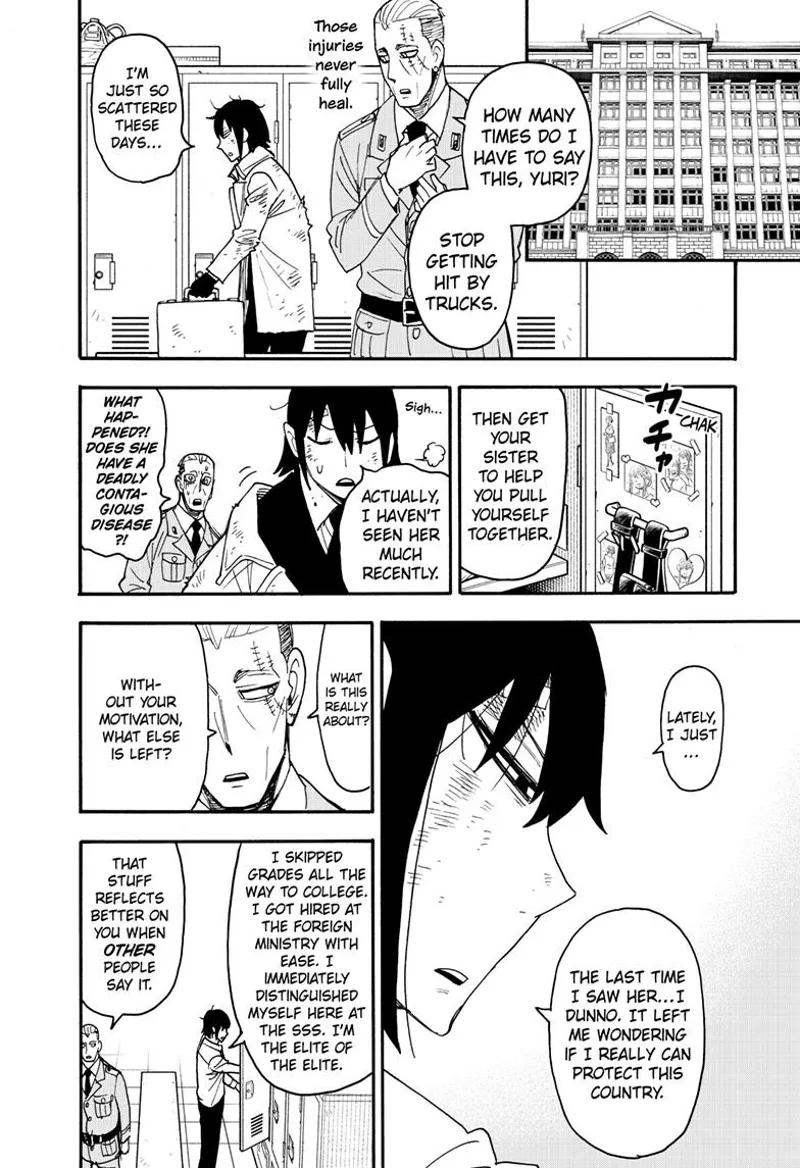 HOW MANY
TIMES DO I
HAVE TO SAY
THIS, YURI?
STOP
GETTING
HIT BY
TRUCKS.
Those
injuries
never
fully
heal.
I'M
JUST SO
SCATTERED
THESE
DAYS...
カチャ
CHAK
THEN GET
YOUR
SISTER
TO HELP
YOU PULL
YOURSELF
TOGETHER.
Sigh...
ACTUALLY,
I HAVEN'T
SEEN HER
MUCH
RECENTLY.
WHAT
HAP-
PENED?!
DOES SHE
HAVE A
DEADLY
CONTA-
GIOUS
DISEASE
?!
LATELY,
I JUST
...
THE LAST TIME
I SAW HER...I
DUNNO. IT LEFT
ME WONDERING
IF I REALLY CAN
PROTECT THIS
COUNTRY.
WHAT
IS THIS
REALLY
ABOUT?
WITH-
OUT YOUR
MOTIVATION,
WHAT ELSE
IS LEFT?
I SKIPPED
GRADES ALL
THE WAY TO
COLLEGE.
I GOT HIRED AT
THE FOREIGN
MINISTRY WITH
EASE. I
IMMEDIATELY
DISTINGUISHED
MYSELF HERE AT
THE SSS. I'M
THE ELITE OF
THE ELITE.
THAT
STUFF
REFLECTS
BETTER ON
YOU WHEN
OTHER
PEOPLE
SAY IT.